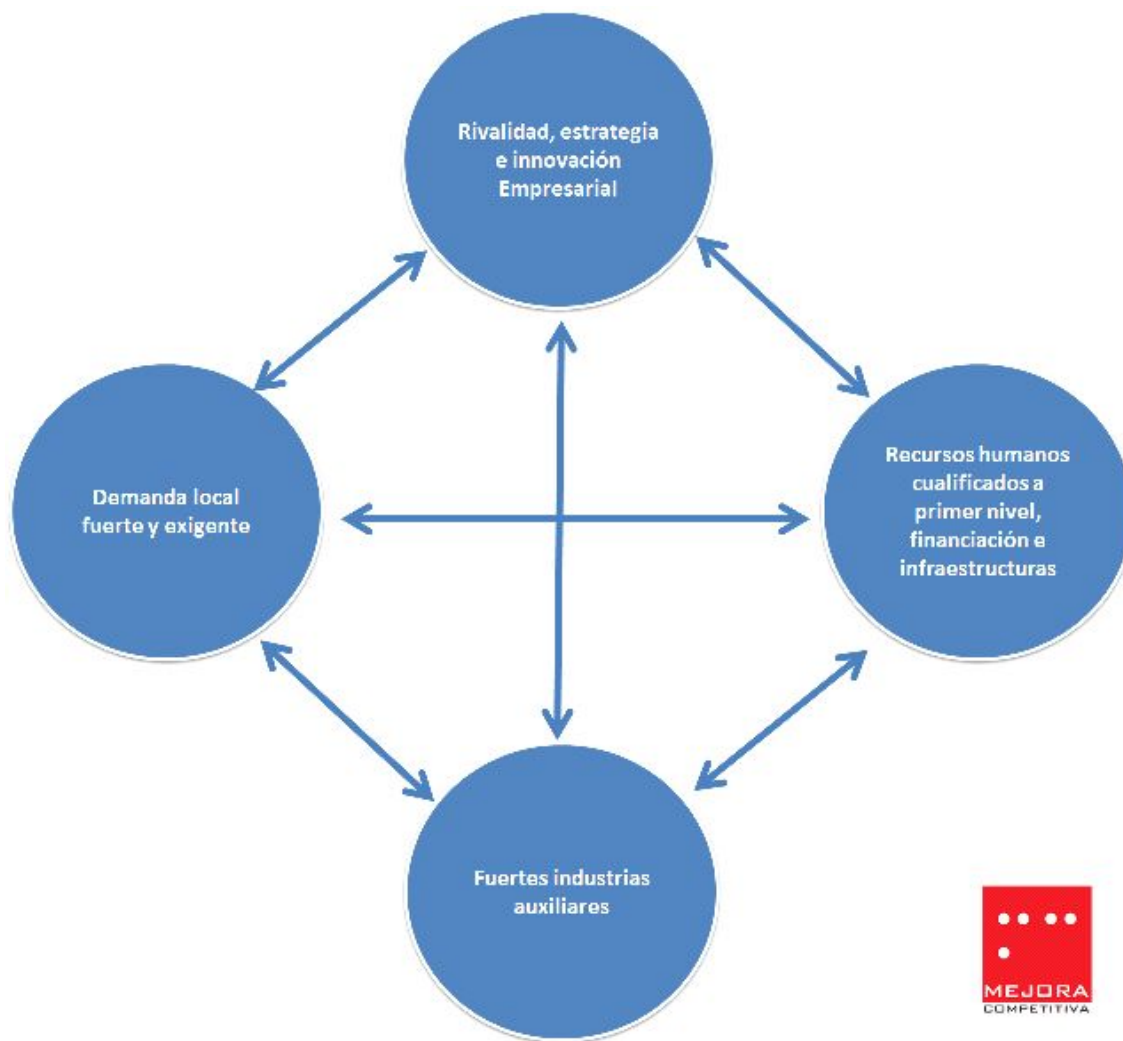 Rivalidad, estrategia
e innovación
Empresarial
Demanda local
fuerte y exigente
Recursos humanos
cualificados a
primer nivel,
financiación e
infraestructuras
Fuertes industrias
auxiliares
MEJORA
COMPETITIVA